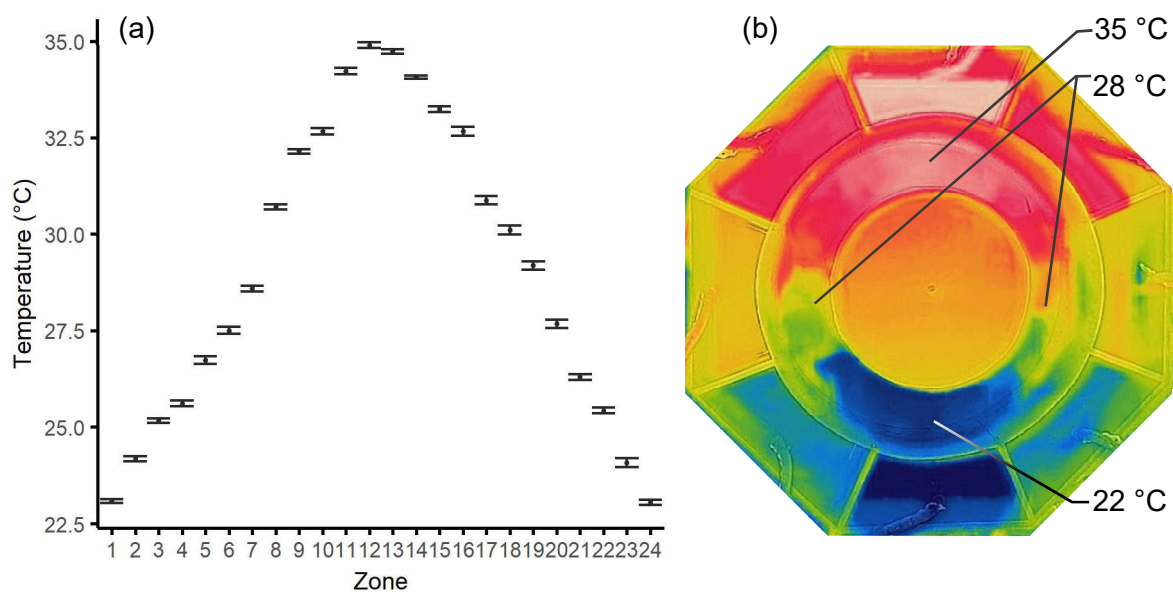 (a)
35.0
32.5
30.0
27.5
25.0
22.5
Temperature (°C)
1 2 3 4 5 6 7 8 9 10 11 12 13 14 15 16 17 18 19 20 21 22 23 24
Zone
(b)
35 °C
28 °C
22 °C